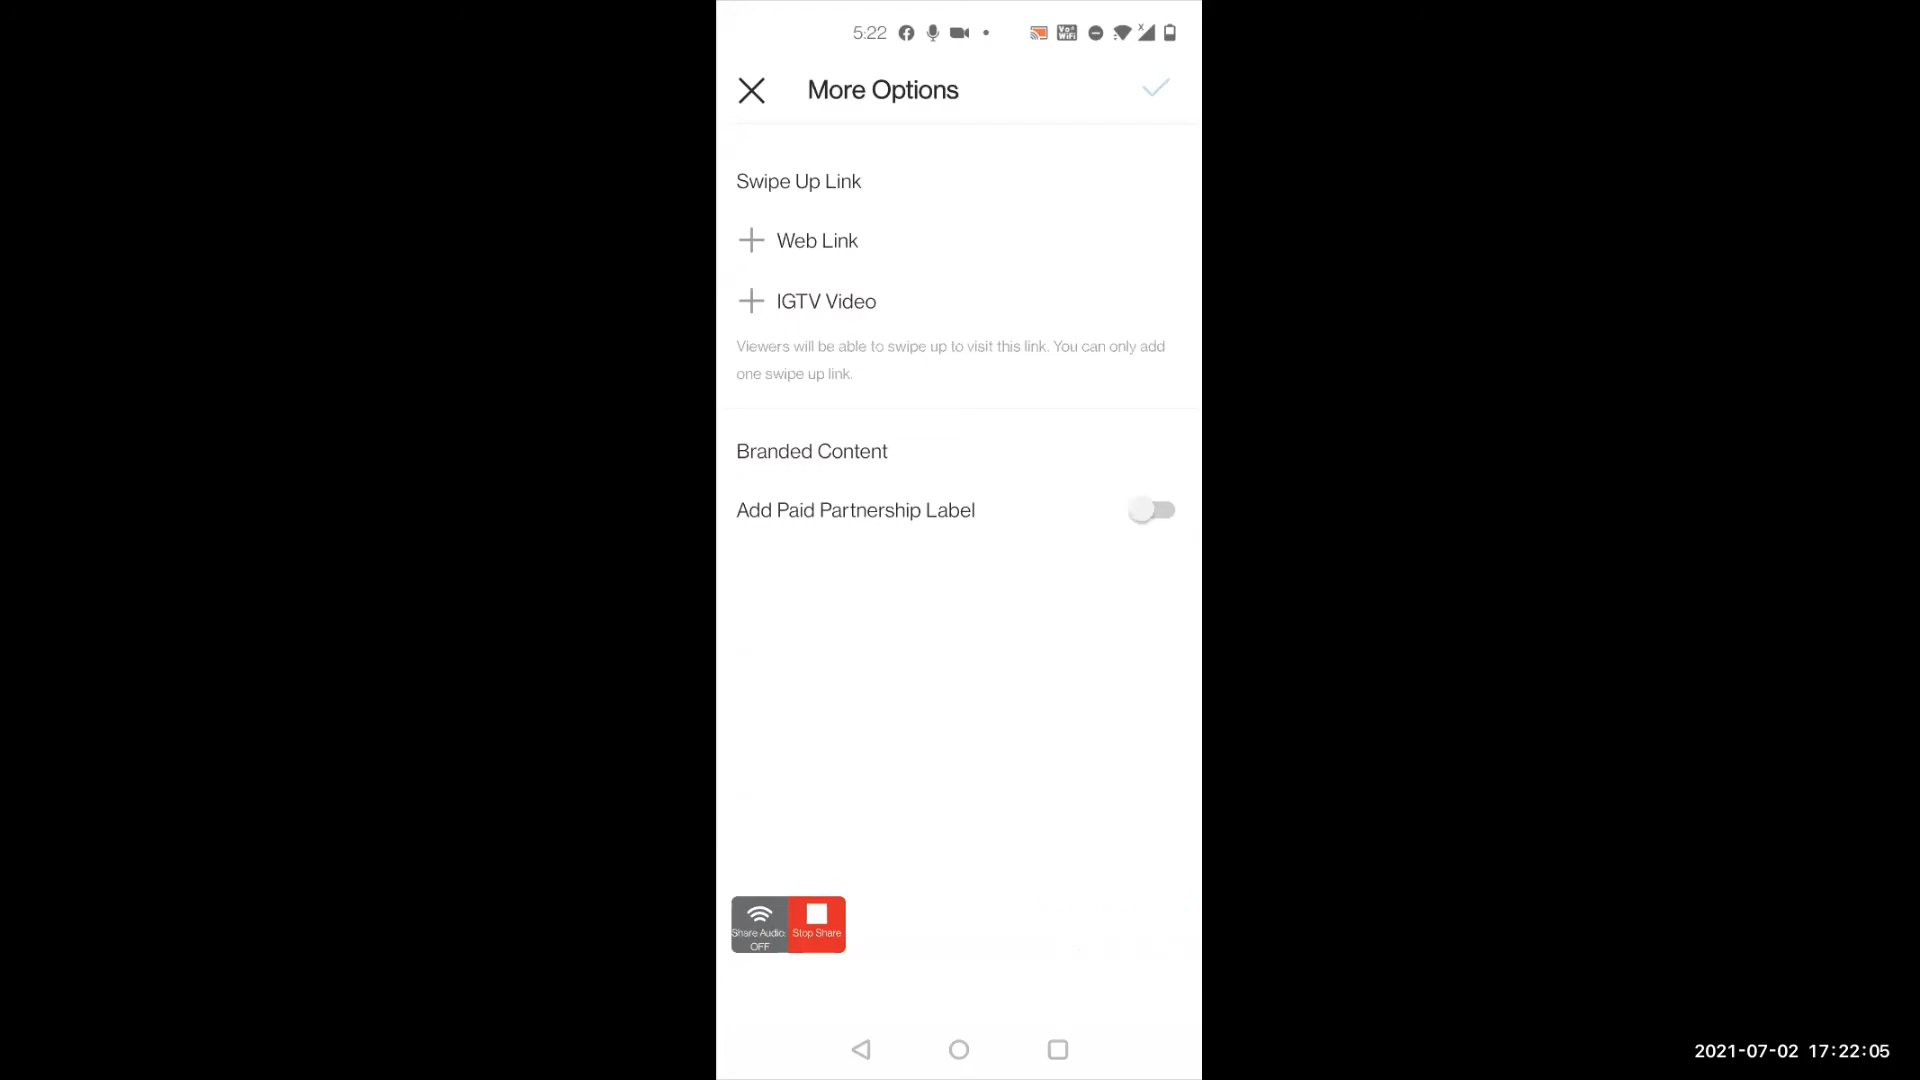 5:22
More Options
Swipe Up Link
Web Link
IGTV Video
Viewers will be able to swipe up to visit this link. You can only add
one swipe up link.
Branded Content
Add Paid Partnership Label
Share Audio:
OFF
Stop Share
2021-07-02 17:22:05